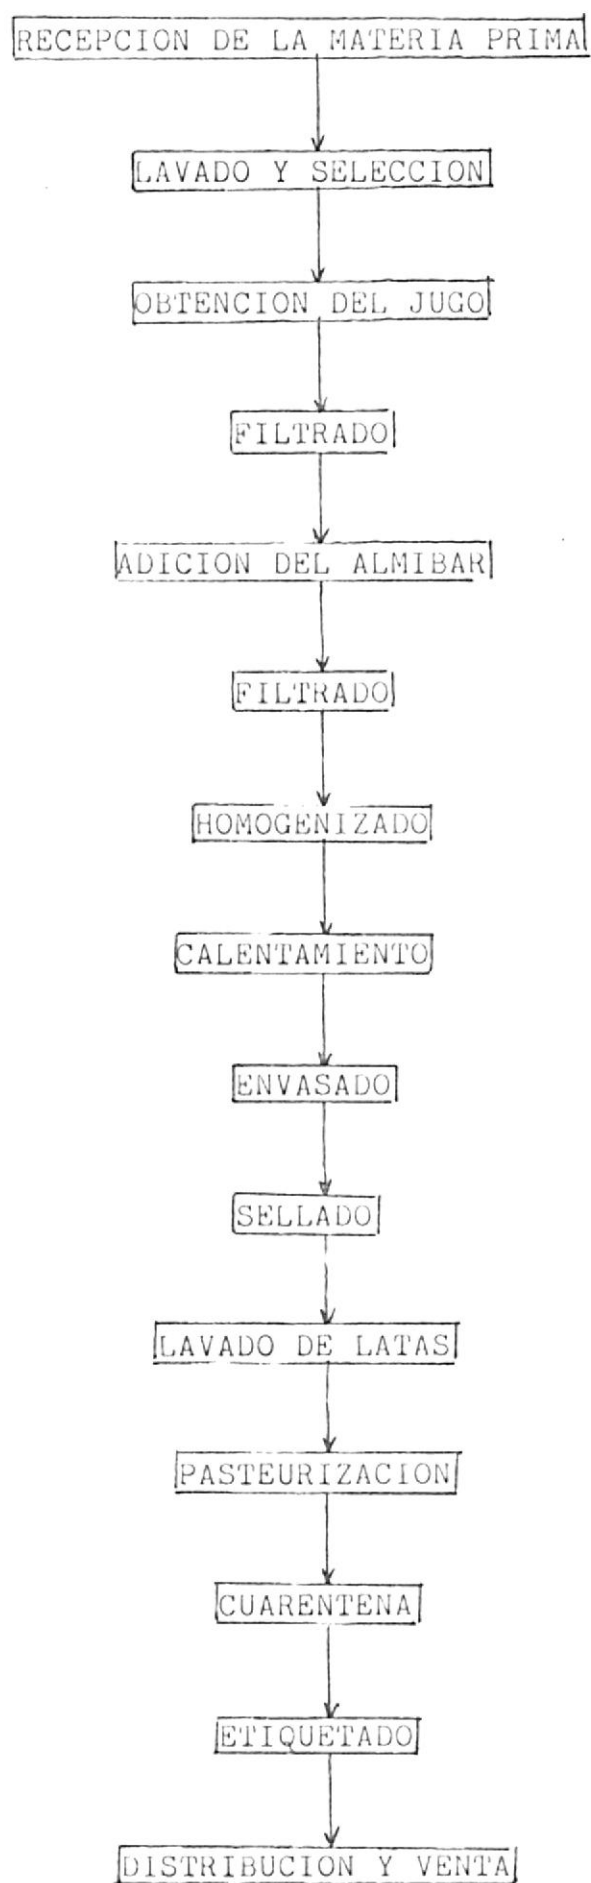 RECEPCION DE LA MATERIA PRIMA
LAVADO Y SELECCION
OBTENCION DEL JUGO
FILTRADO
ADICION DEL ALMIBAR
FILTRADO
HOMOGENIZADO
CALENTAMIENTO
ENVASADO
SELLADO
LAVADO DE LATAS
PASTEURIZACION
CUARENTENA
ETIQUETADO
DISTRIBUCION Y VENTA